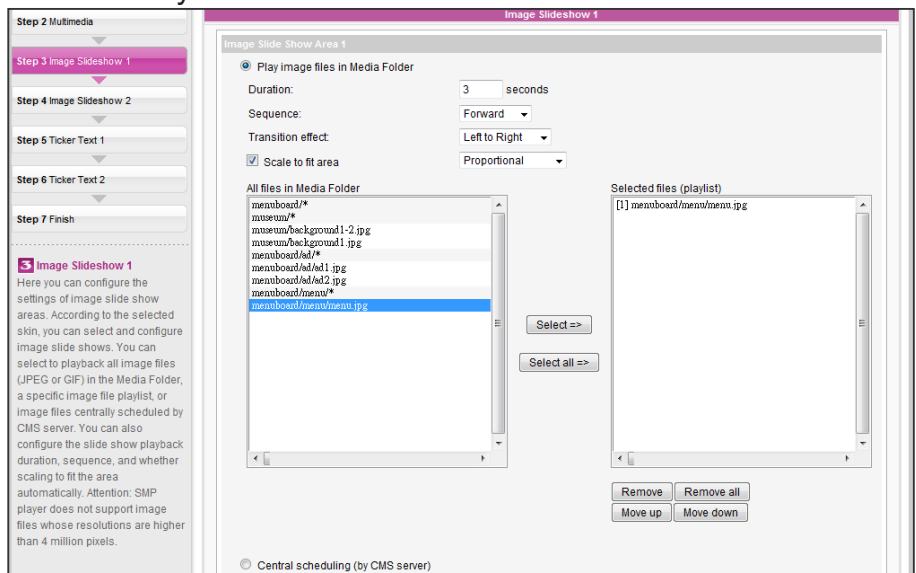 Step 2 Multimedia
Step 3 Image Slideshow 1
Step 4 Image Slideshow 2
Step 5 Ticker Text 1
Step 6 Ticker Text 2
Step 7 Finish
3 Image Slideshow 1
Here you can configure the
settings of image slide show
areas. According to the selected
skin, you can select and configure
image slide shows. You can
select to playback all image files
(JPEG or GIF) in the Media Folder,
a specific image file playlist, or
image files centrally scheduled by
CMS server. You can also
configure the slide show playback
duration, sequence, and whether
scaling to fit the area
automatically. Attention: SMP
player does not support image
files whose resolutions are higher
than 4 million pixels.
Image Slideshow 1
Image Slide Show Area 1
Play image files in Media Folder
Duration: 3 seconds
Sequence: Forward
Transition effect: Left to Right
Scale to fit area Proportional
All files in Media Folder
menuboard/*
museum/*
museum/background1-2.jpg
museum/background1.jpg
menuboard/ad/*
menuboard/ad/ad1.jpg
menuboard/ad/ad2.jpg
menuboard/menu/*
menuboard/menu/menu.jpg
Select =>
Select all =>
Selected files (playlist)
[1] menuboard/menu/menu.jpg
Remove Remove all
Move up Move down
Central scheduling (by CMS server)